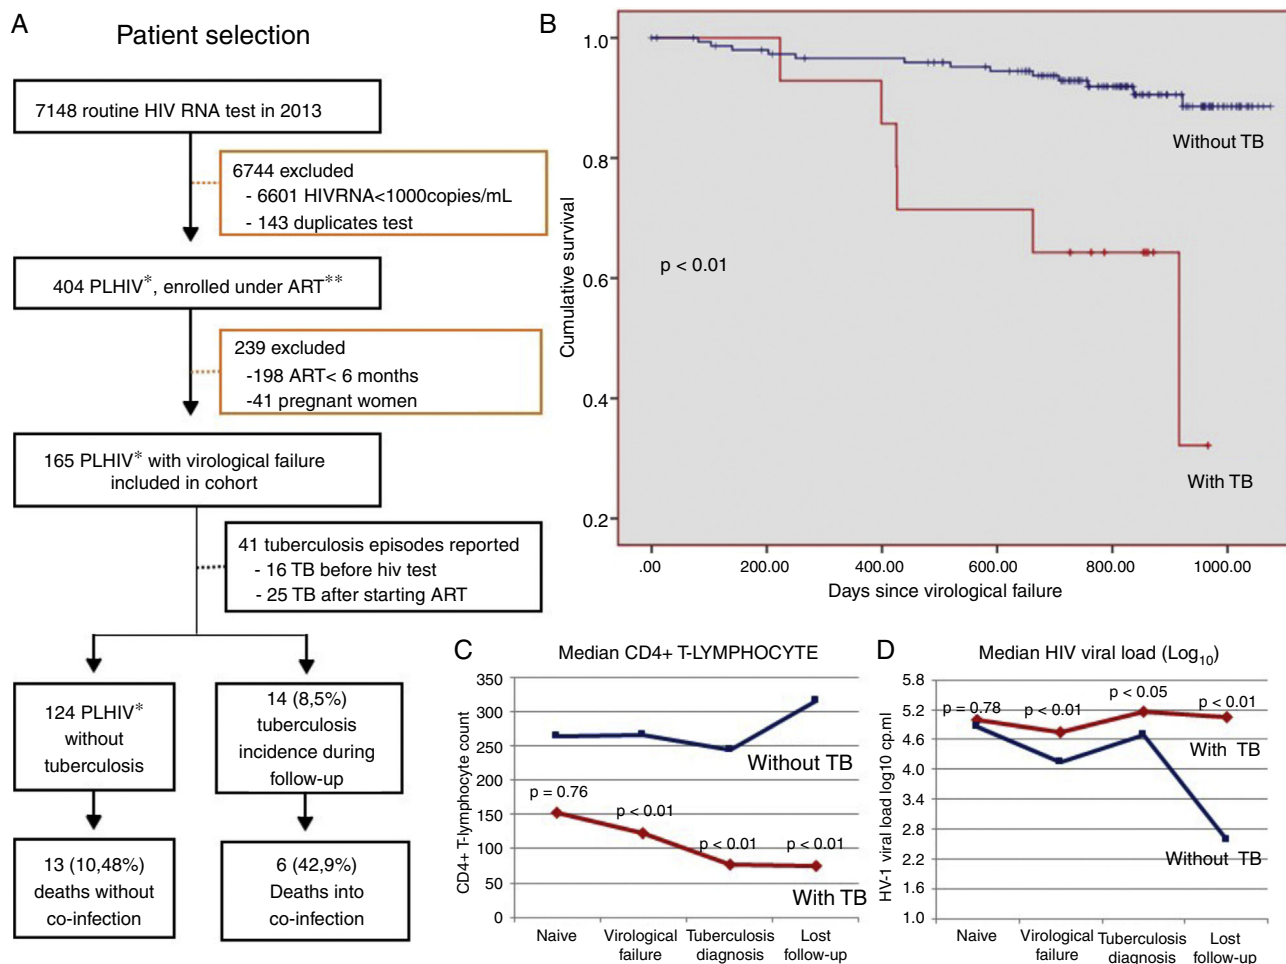 A
Patient selection
7148 routine HIV RNA test in 2013
6744 excluded
- 6601 HIVRNA<1000copies/mL
- 143 duplicates test
404 PLHIV*, enrolled under ART**
239 excluded
-198 ART< 6 months
-41 pregnant women
165 PLHIV* with virological failure
included in cohort
41 tuberculosis episodes reported
- 16 TB before hiv test
- 25 TB after starting ART
124 PLHIV*
without
tuberculosis
14 (8,5%)
tuberculosis
incidence during
follow-up
13 (10,48%)
deaths without
co-infection
6 (42,9%)
Deaths into
co-infection
B
Cumulative survival
1.0
0.8
0.6
0.4
0.2
Without TB
p < 0.01
With TB
.00
200.00
400.00
600.00
800.00
1000.00
Days since virological failure
C
Median CD4+ T-LYMPHOCYTE
CD4+ T-lymphocyte count
350
300
250
200
150
100
50
0
Without TB
p = 0.76
p < 0.01
p < 0.01
p < 0.01
With TB
Naive
Virological
failure
Tuberculosis
diagnosis
Lost
follow-up
D
Median HIV viral load (Log10)
HV-1 viral load log10 cp.ml
5.8
5.2
4.6
4.0
3.4
2.8
2.2
1.6
1.0
p = 0.78
p < 0.01
p < 0.05
p < 0.01
With TB
Without TB
Naive
Virological
failure
Tuberculosis
diagnosis
Lost
follow-up